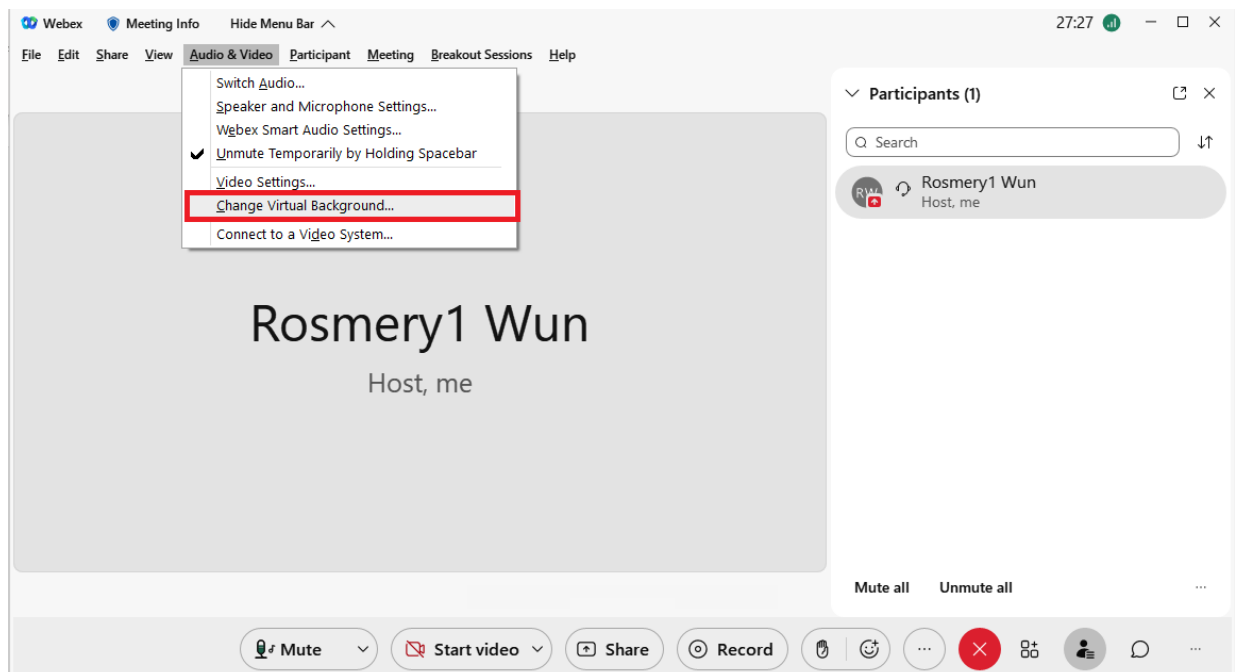 Webex Meeting Info Hide Menu Bar 27:27
File Edit Share View Audio & Video Participant Meeting Breakout Sessions Help
Switch Audio...
Speaker and Microphone Settings...
Webex Smart Audio Settings...
Unmute Temporarily by Holding Spacebar
Video Settings...
Change Virtual Background...
Connect to a Video System...
Rosmery1 Wun
Host, me
Participants (1)
Search
RW
Rosmery1 Wun
Host, me
Mute all Unmute all
Mute Start video Share Record